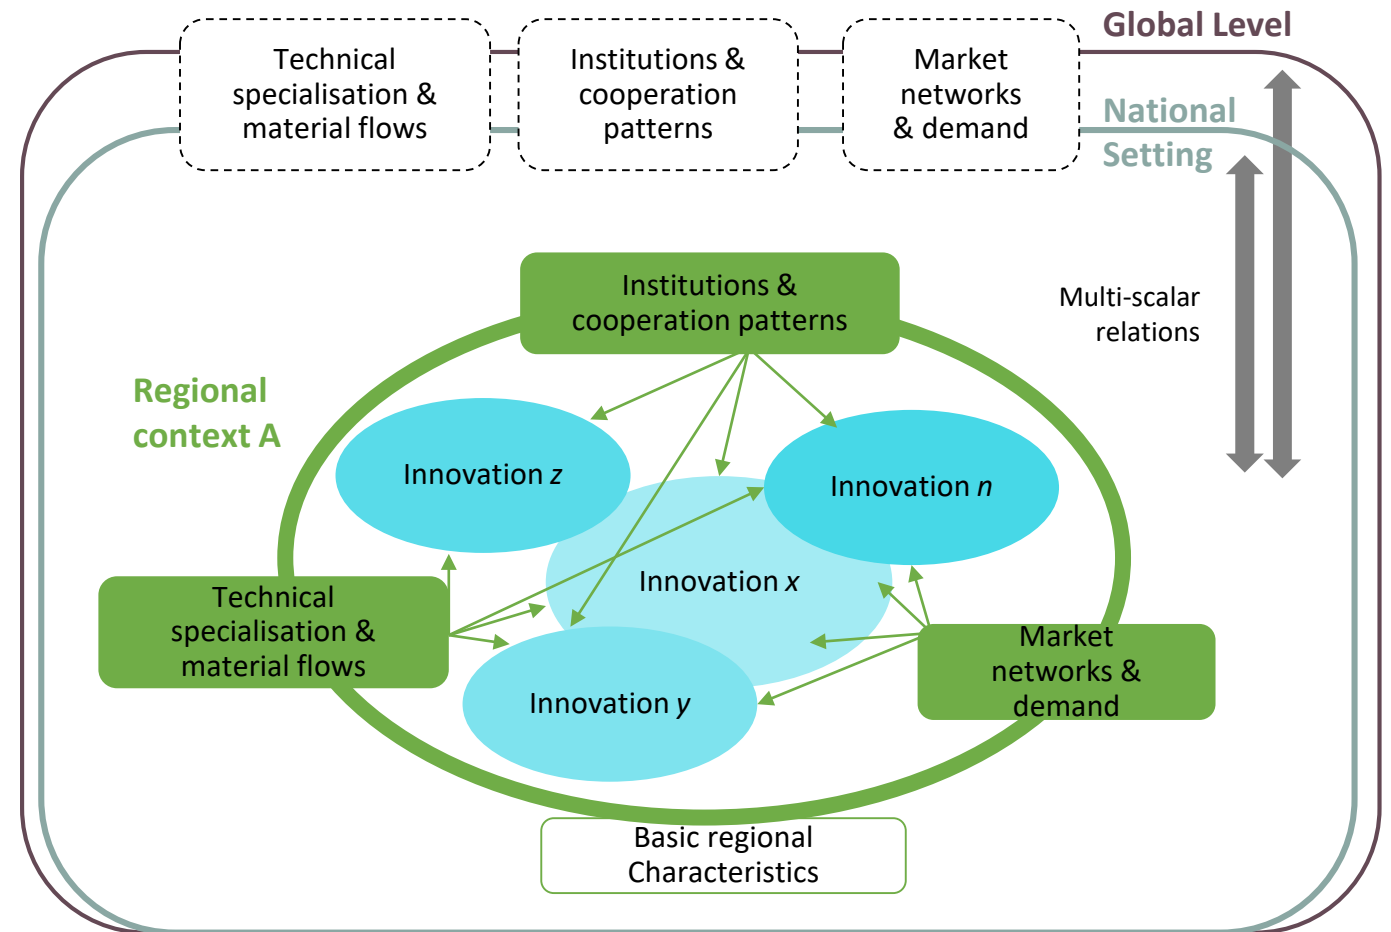 Global Level
Technical
specialisation &
material flows
Institutions &
cooperation
patterns
Market
networks
& demand
National
Setting
Institutions &
cooperation patterns
Multi-scalar
relations
Regional
context A
Innovation z
Innovation n
Innovation x
Technical
specialisation &
material flows
Market
networks &
demand
Innovation y
Basic regional
Characteristics